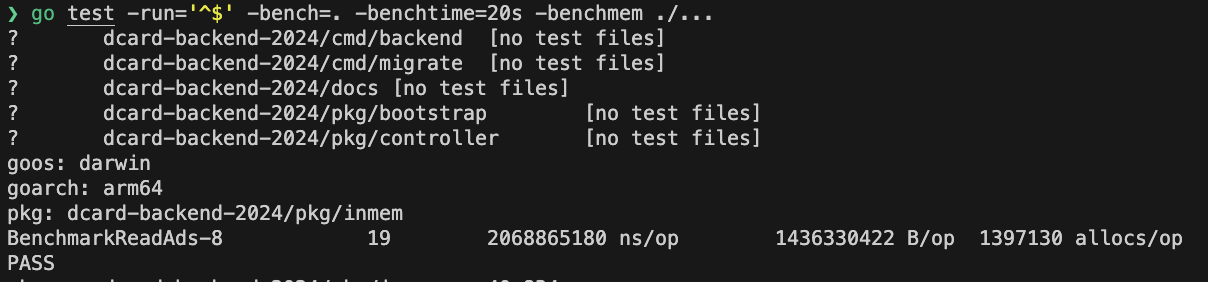 ❯ go test -run='^$' -bench=. -benchtime=20s -benchmem ./...
? dcard-backend-2024/cmd/backend [no test files]
? dcard-backend-2024/cmd/migrate [no test files]
? dcard-backend-2024/docs [no test files]
? dcard-backend-2024/pkg/bootstrap [no test files]
? dcard-backend-2024/pkg/controller [no test files]
goos: darwin
goarch: arm64
pkg: dcard-backend-2024/pkg/inmem
BenchmarkReadAds-8 19 2068865180 ns/op 1436330422 B/op 1397130 allocs/op
PASS